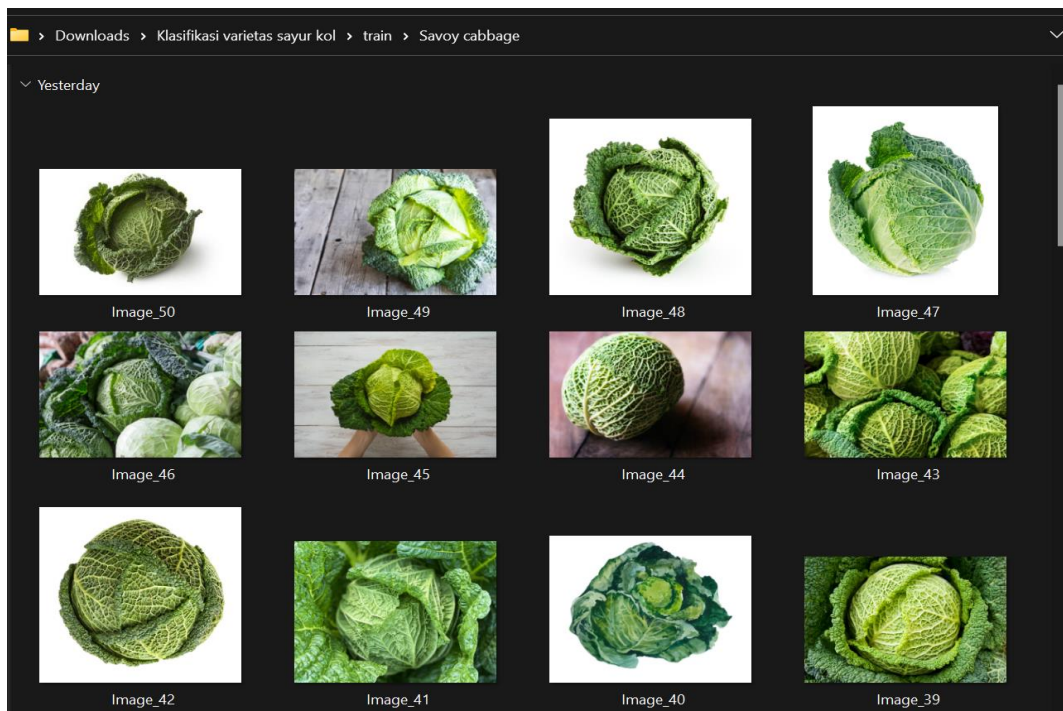 Downloads > Klasifikasi varietas sayur kol > train > Savoy cabbage
Yesterday
Image_50 Image_49 Image_48 Image_47
Image_46 Image_45 Image_44 Image_43
Image_42 Image_41 Image_40 Image_39